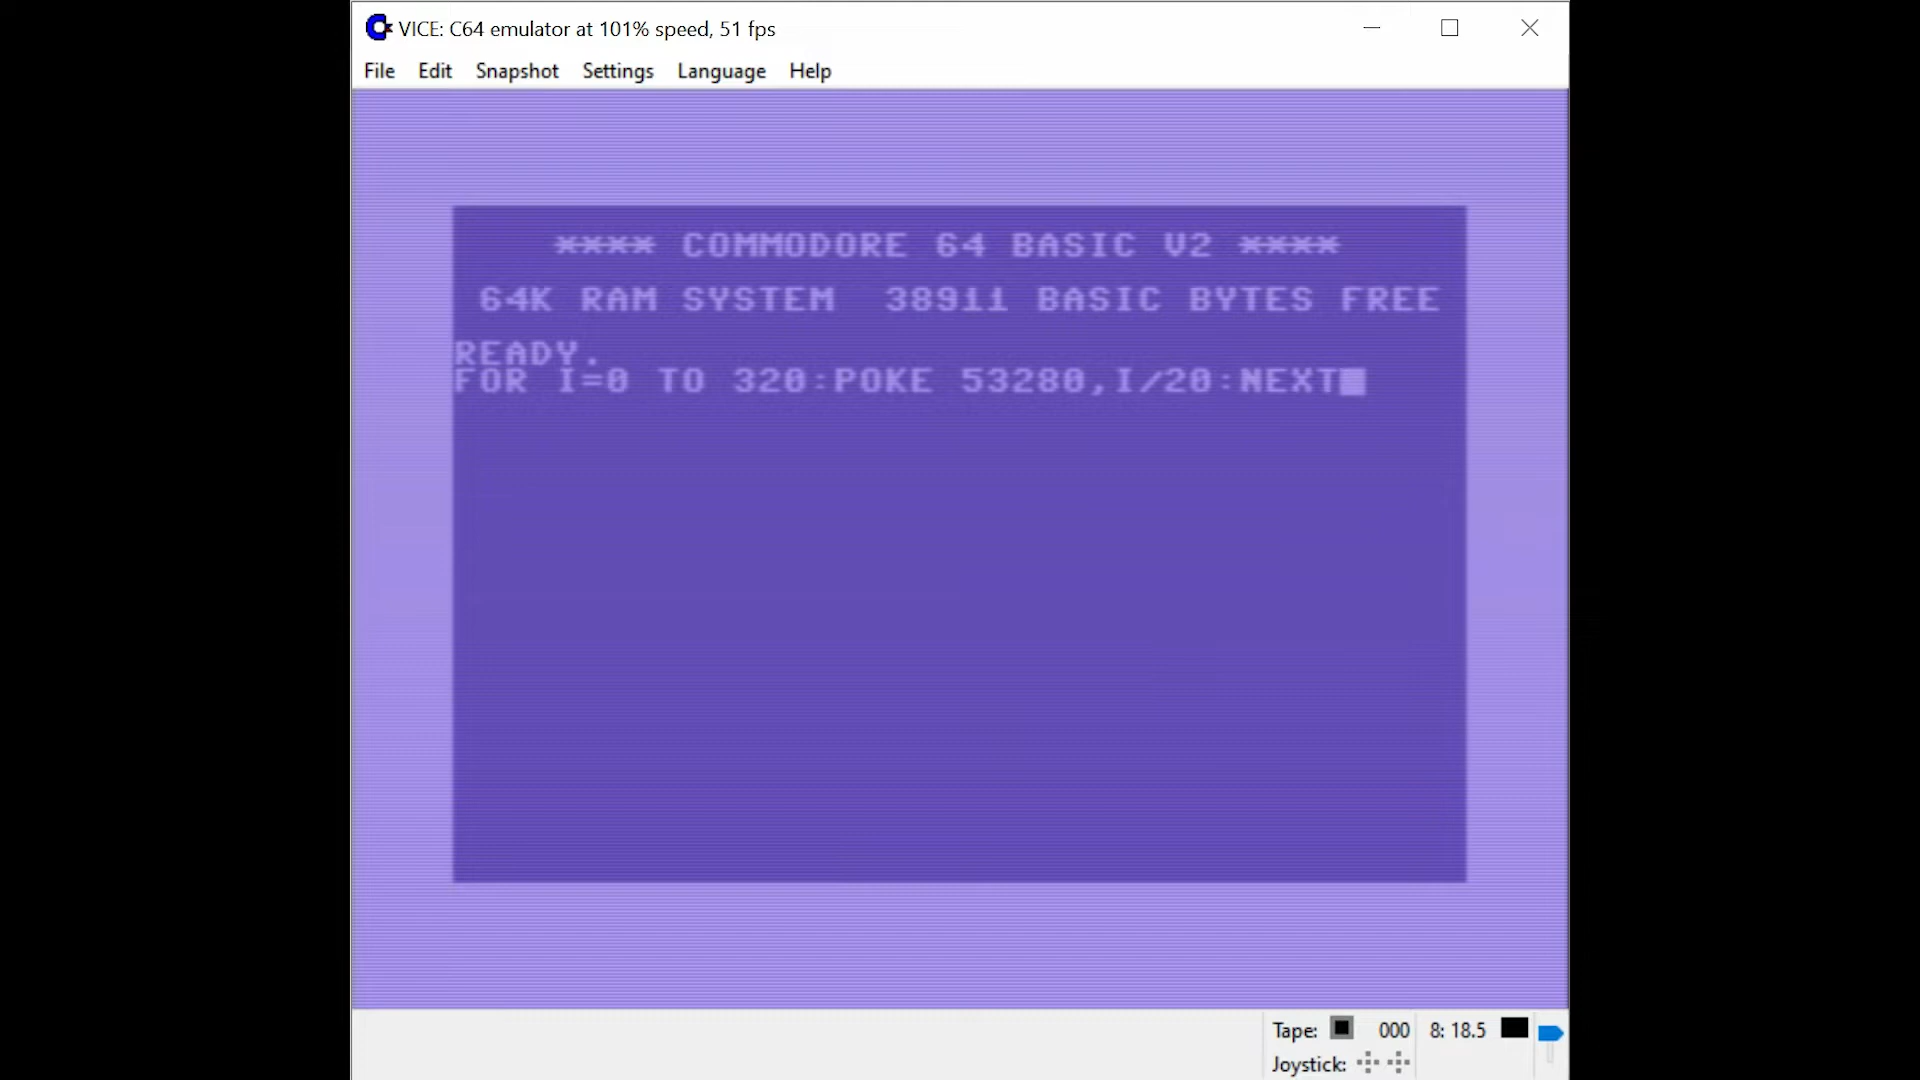 VICE: C64 emulator at 101% speed, 51 fps
File Edit Snapshot Settings Language Help
**** COMMODORE 64 BASIC V2 ****
64K RAM SYSTEM  38911 BASIC BYTES FREE
READY.
FOR I=0 TO 320:POKE 53280,I/20:NEXT
Tape: 000 8: 18.5
Joystick: